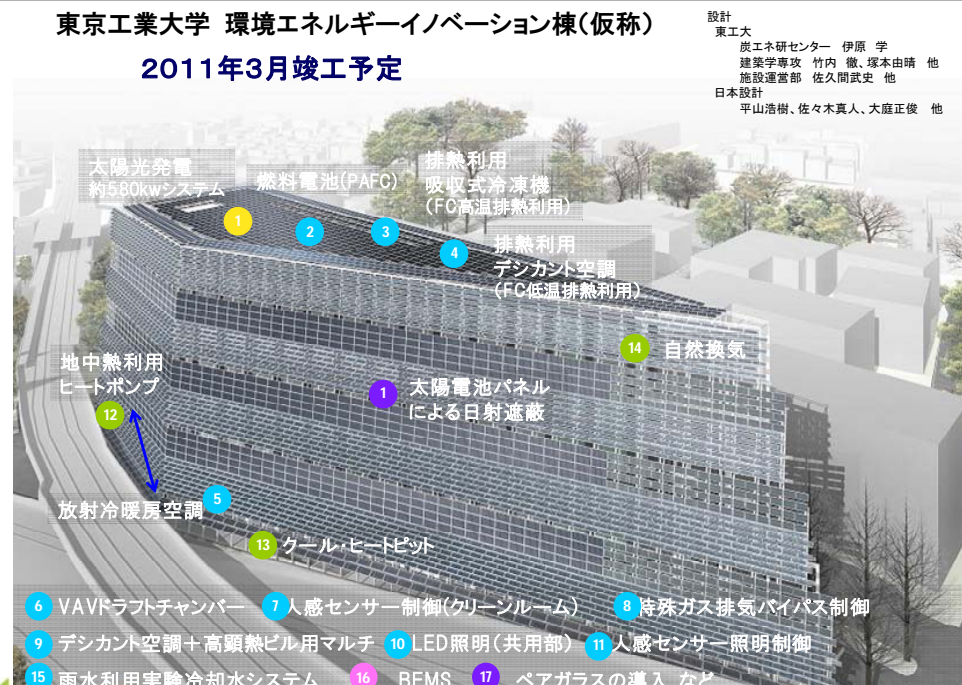 東京工業大学 環境エネルギーイノベーション棟(仮称)
2011年3月竣工予定
設計
東工大
炭エネ研センター 伊原 学
建築学専攻 竹内 徹、塚本由晴 他
施設運営部 佐久間武史 他
日本設計
平山浩樹、佐々木真人、大庭正俊 他
太陽光発電
約580kwシステム
燃料電池(PAFC)
排熱利用
吸収式冷凍機
(FC高温排熱利用)
1
2
3
4
排熱利用
デシカント空調
(FC低温排熱利用)
14 自然換気
地中熱利用
ヒートポンプ
12
1 太陽電池パネル
による日射遮蔽
放射冷暖房空調 5
13 クール・ヒートピット
6 VAVドラフトチャンバー 7 人感センサー制御(クリーンルーム) 8 特殊ガス排気バイパス制御
9 デシカント空調+高顕熱ビル用マルチ 10 LED照明(共用部) 11 人感センサー照明制御
15 雨水利用実験冷却水システム 16 BEMS 17 ペアガラスの導入 など